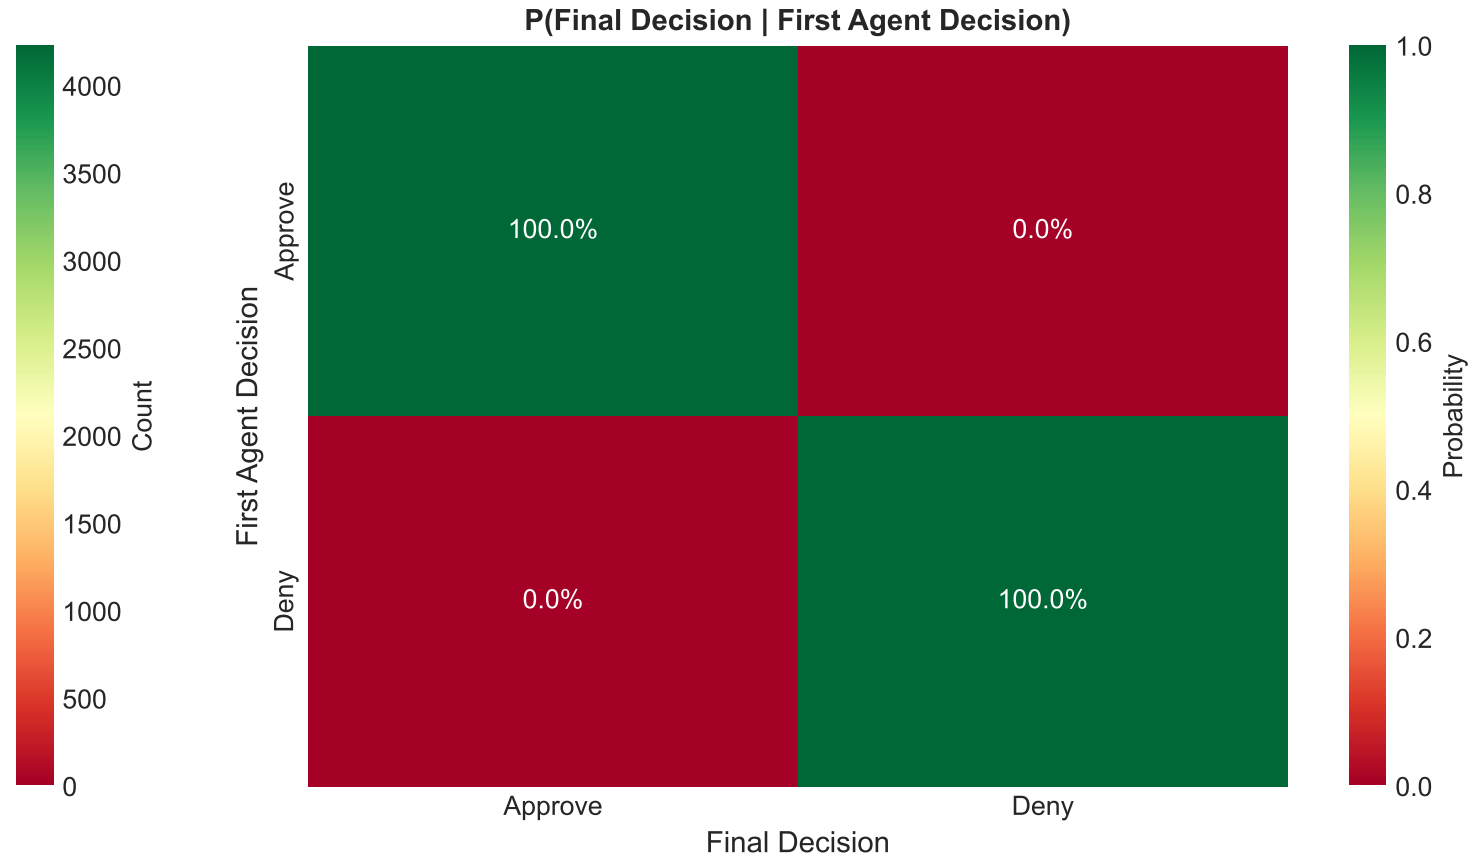 P(Final Decision | First Agent Decision)
4000
3500
3000
2500
2000
1500
1000
500
0
Count
First Agent Decision
Approve
Deny
100.0%
0.0%
0.0%
100.0%
Approve
Deny
Final Decision
1.0
0.8
0.6
0.4
0.2
0.0
Probability